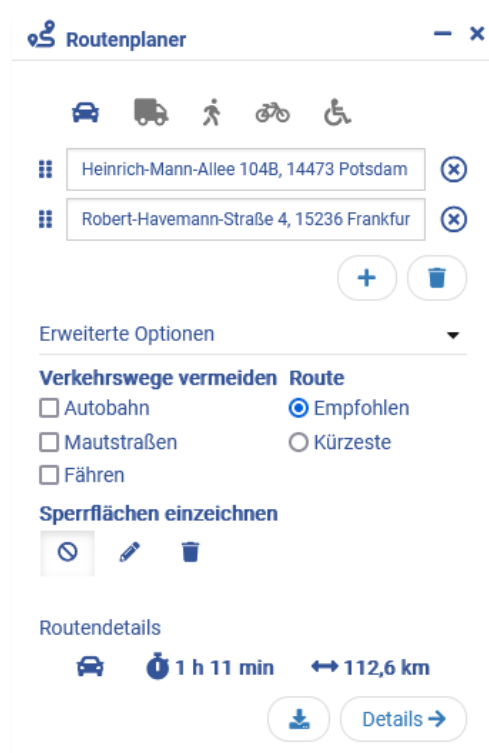 Routenplaner
Heinrich-Mann-Allee 104B, 14473 Potsdam
Robert-Havemann-Straße 4, 15236 Frankfur
Erweiterte Optionen
Verkehrswege vermeiden Route
Autobahn Empfohlen
Mautstraßen Kürzeste
Fähren
Sperrflächen einzeichnen
Routendetails
1 h 11 min 112,6 km
Details